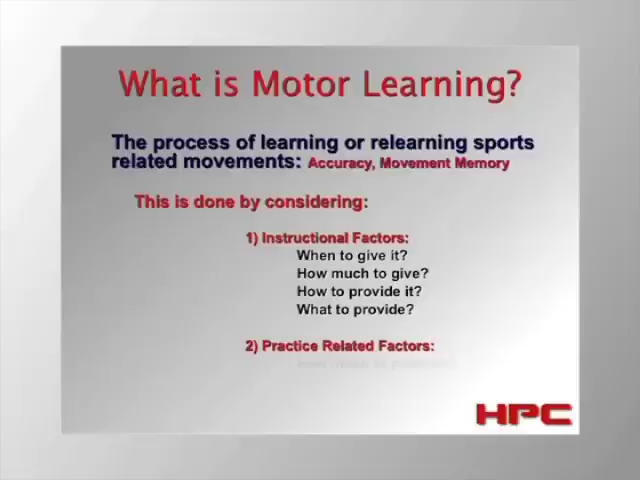 What is Motor Learning?
The process of learning or relearning sports
related movements: Accuracy, Movement Memory
This is done by considering:
1) Instructional Factors:
When to give it?
How much to give?
How to provide it?
What to provide?
2) Practice Related Factors:
HPC